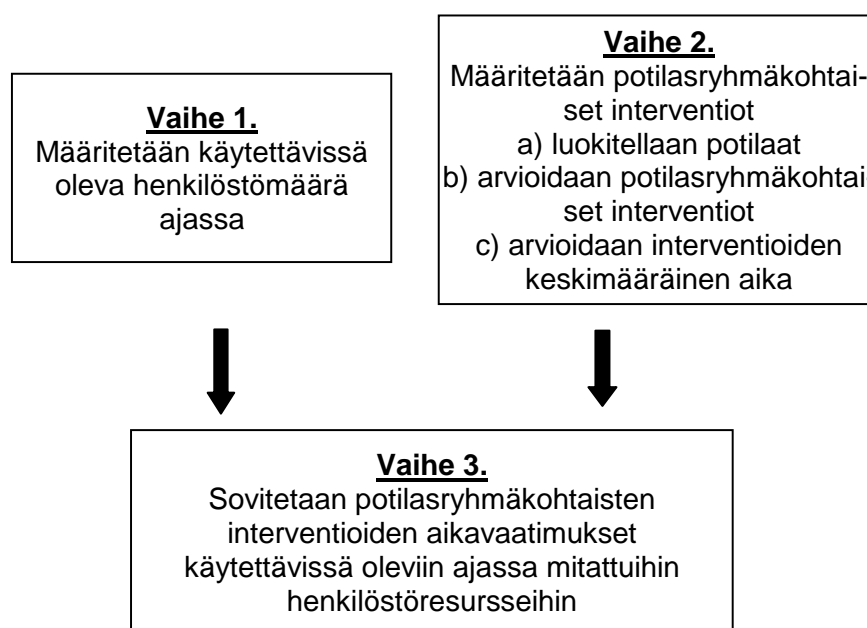 Vaihe 1.
Määritetään käytettävissä
oleva henkilöstömäärä
ajassa
Vaihe 2.
Määritetään potilasryhmäkohtai-
set interventiot
a) luokitellaan potilaat
b) arvioidaan potilasryhmäkohtai
set interventiot
c) arvioidaan interventioiden
keskimääräinen aika
Vaihe 3.
Sovitetaan potilasryhmäkohtaisten
interventioiden aikavaatimukset
käytettävissä oleviin ajassa mitattuihin
henkilöstöresursseihin